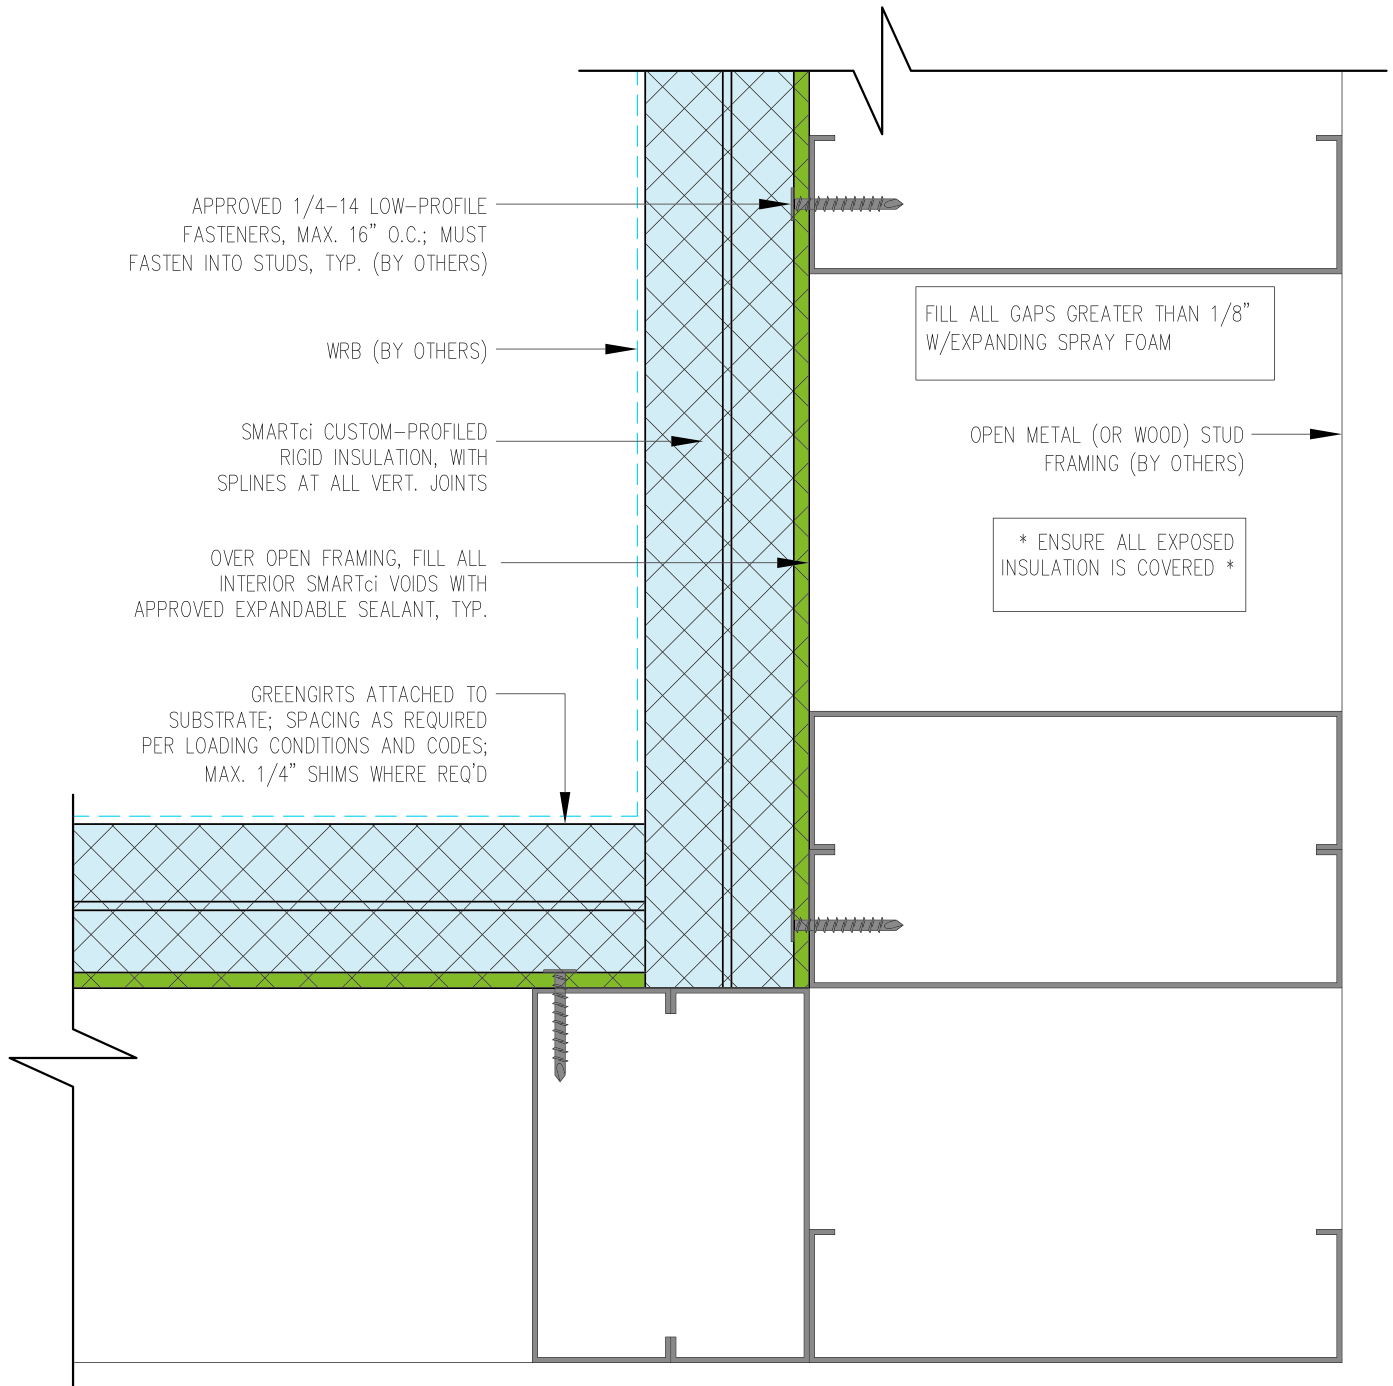 APPROVED 1/4-14 LOW-PROFILE
FASTENERS, MAX. 16" O.C.; MUST
FASTEN INTO STUDS, TYP. (BY OTHERS)
WRB (BY OTHERS)
SMARTci CUSTOM-PROFILED
RIGID INSULATION, WITH
SPLINES AT ALL VERT. JOINTS
OVER OPEN FRAMING, FILL ALL
INTERIOR SMARTci VOIDS WITH
APPROVED EXPANDABLE SEALANT, TYP.
GREENGIRTS ATTACHED TO
SUBSTRATE; SPACING AS REQUIRED
PER LOADING CONDITIONS AND CODES;
MAX. 1/4" SHIMS WHERE REQ'D
FILL ALL GAPS GREATER THAN 1/8"
W/EXPANDING SPRAY FOAM
OPEN METAL (OR WOOD) STUD
FRAMING (BY OTHERS)
* ENSURE ALL EXPOSED
INSULATION IS COVERED *